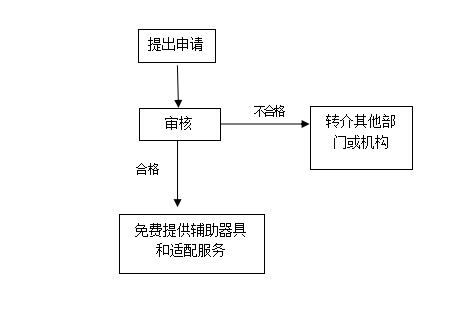 提出申请
审核
不合格
转介其他部
门或机构
合格
免费提供辅助器具
和适配服务